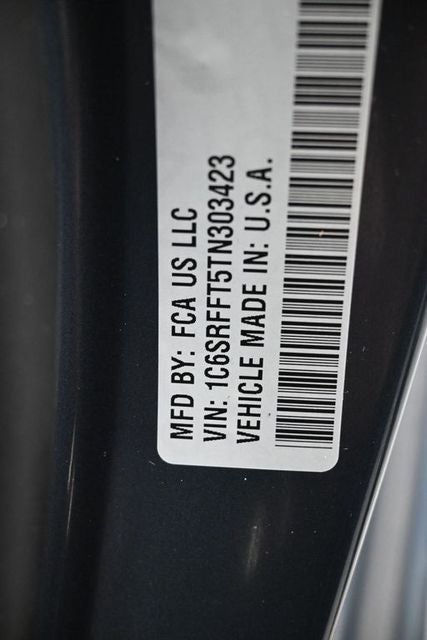 MFD BY: FCA US LLC
VIN: 1C6SRFFT5TN303423
VEHICLE MADE IN: U.S.A.